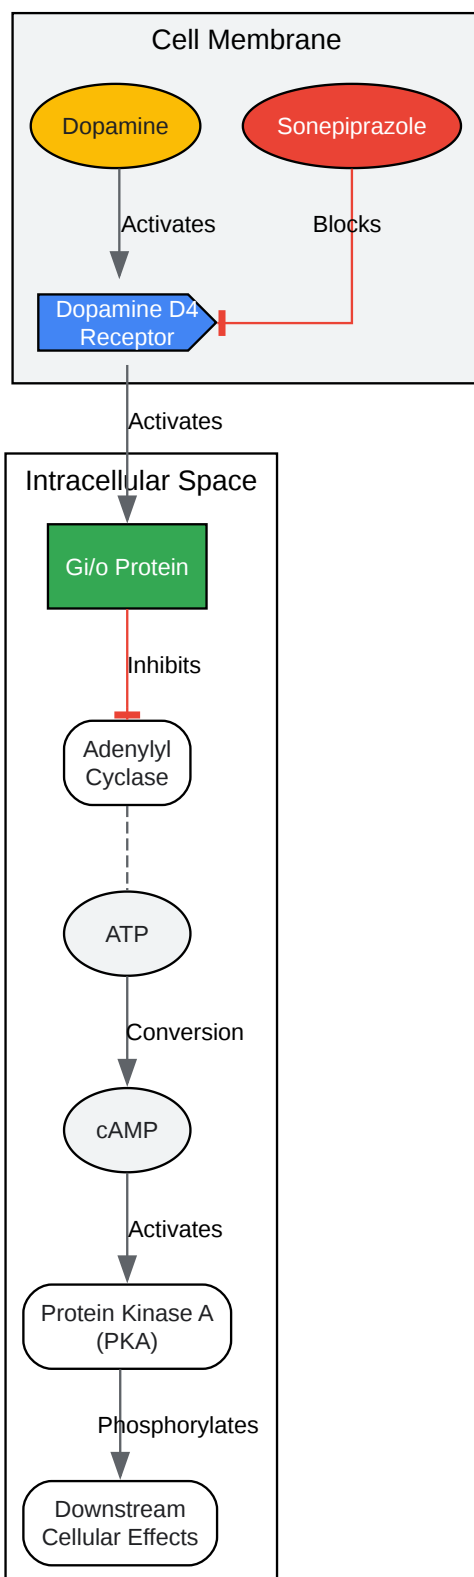 Cell Membrane
Dopamine
Sonepiprazole
Activates
Blocks
Dopamine D4
Receptor
Activates
Intracellular Space
Gi/o Protein
Inhibits
Adenylyl
Cyclase
ATP
Conversion
cAMP
Activates
Protein Kinase A
(PKA)
Phosphorylates
Downstream
Cellular Effects